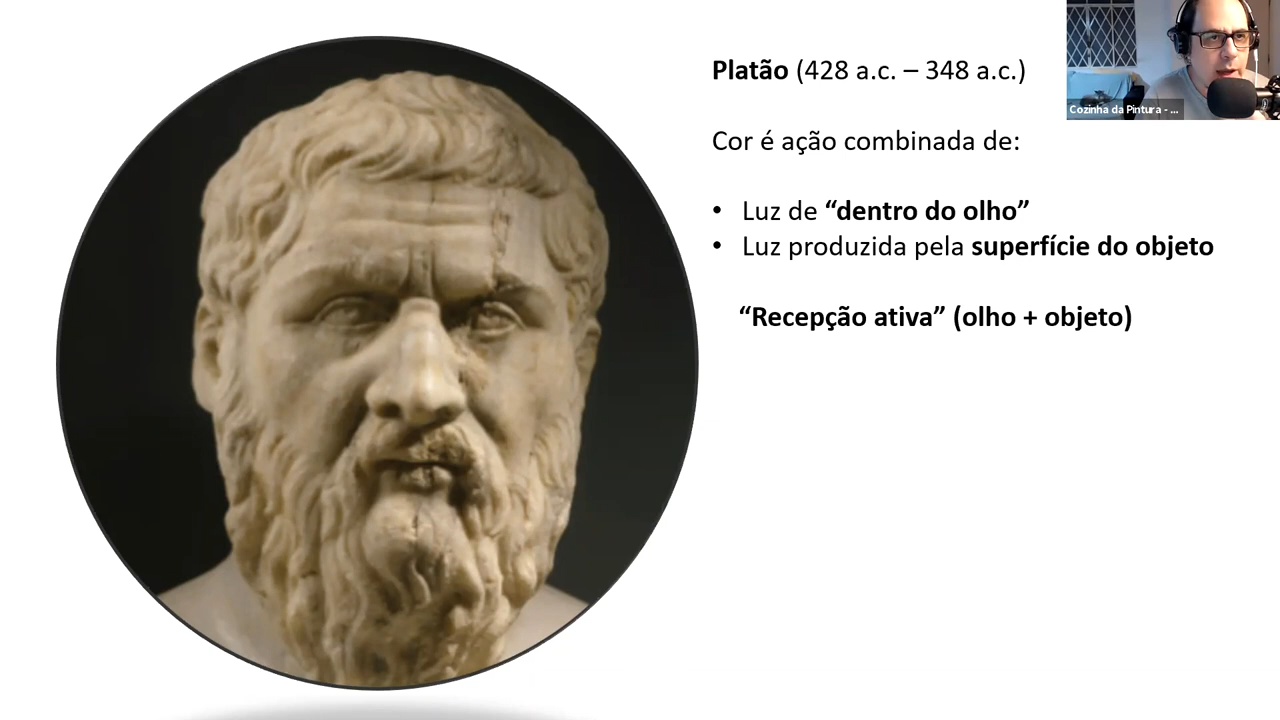 Platão (428 a.c. – 348 a.c.)
Cor é ação combinada de:
• Luz de “dentro do olho”
• Luz produzida pela superfície do objeto
“Recepção ativa” (olho + objeto)
Cozinha da Pintura - ...